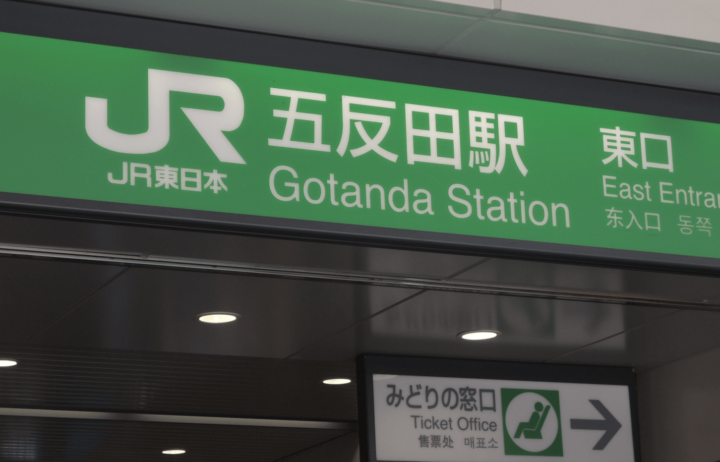 JR 五反田駅 東口
JR東日本 Gotanda Station East Entra
东入口 동쪽
みどりの窓口
Ticket Office
售票处 매표소